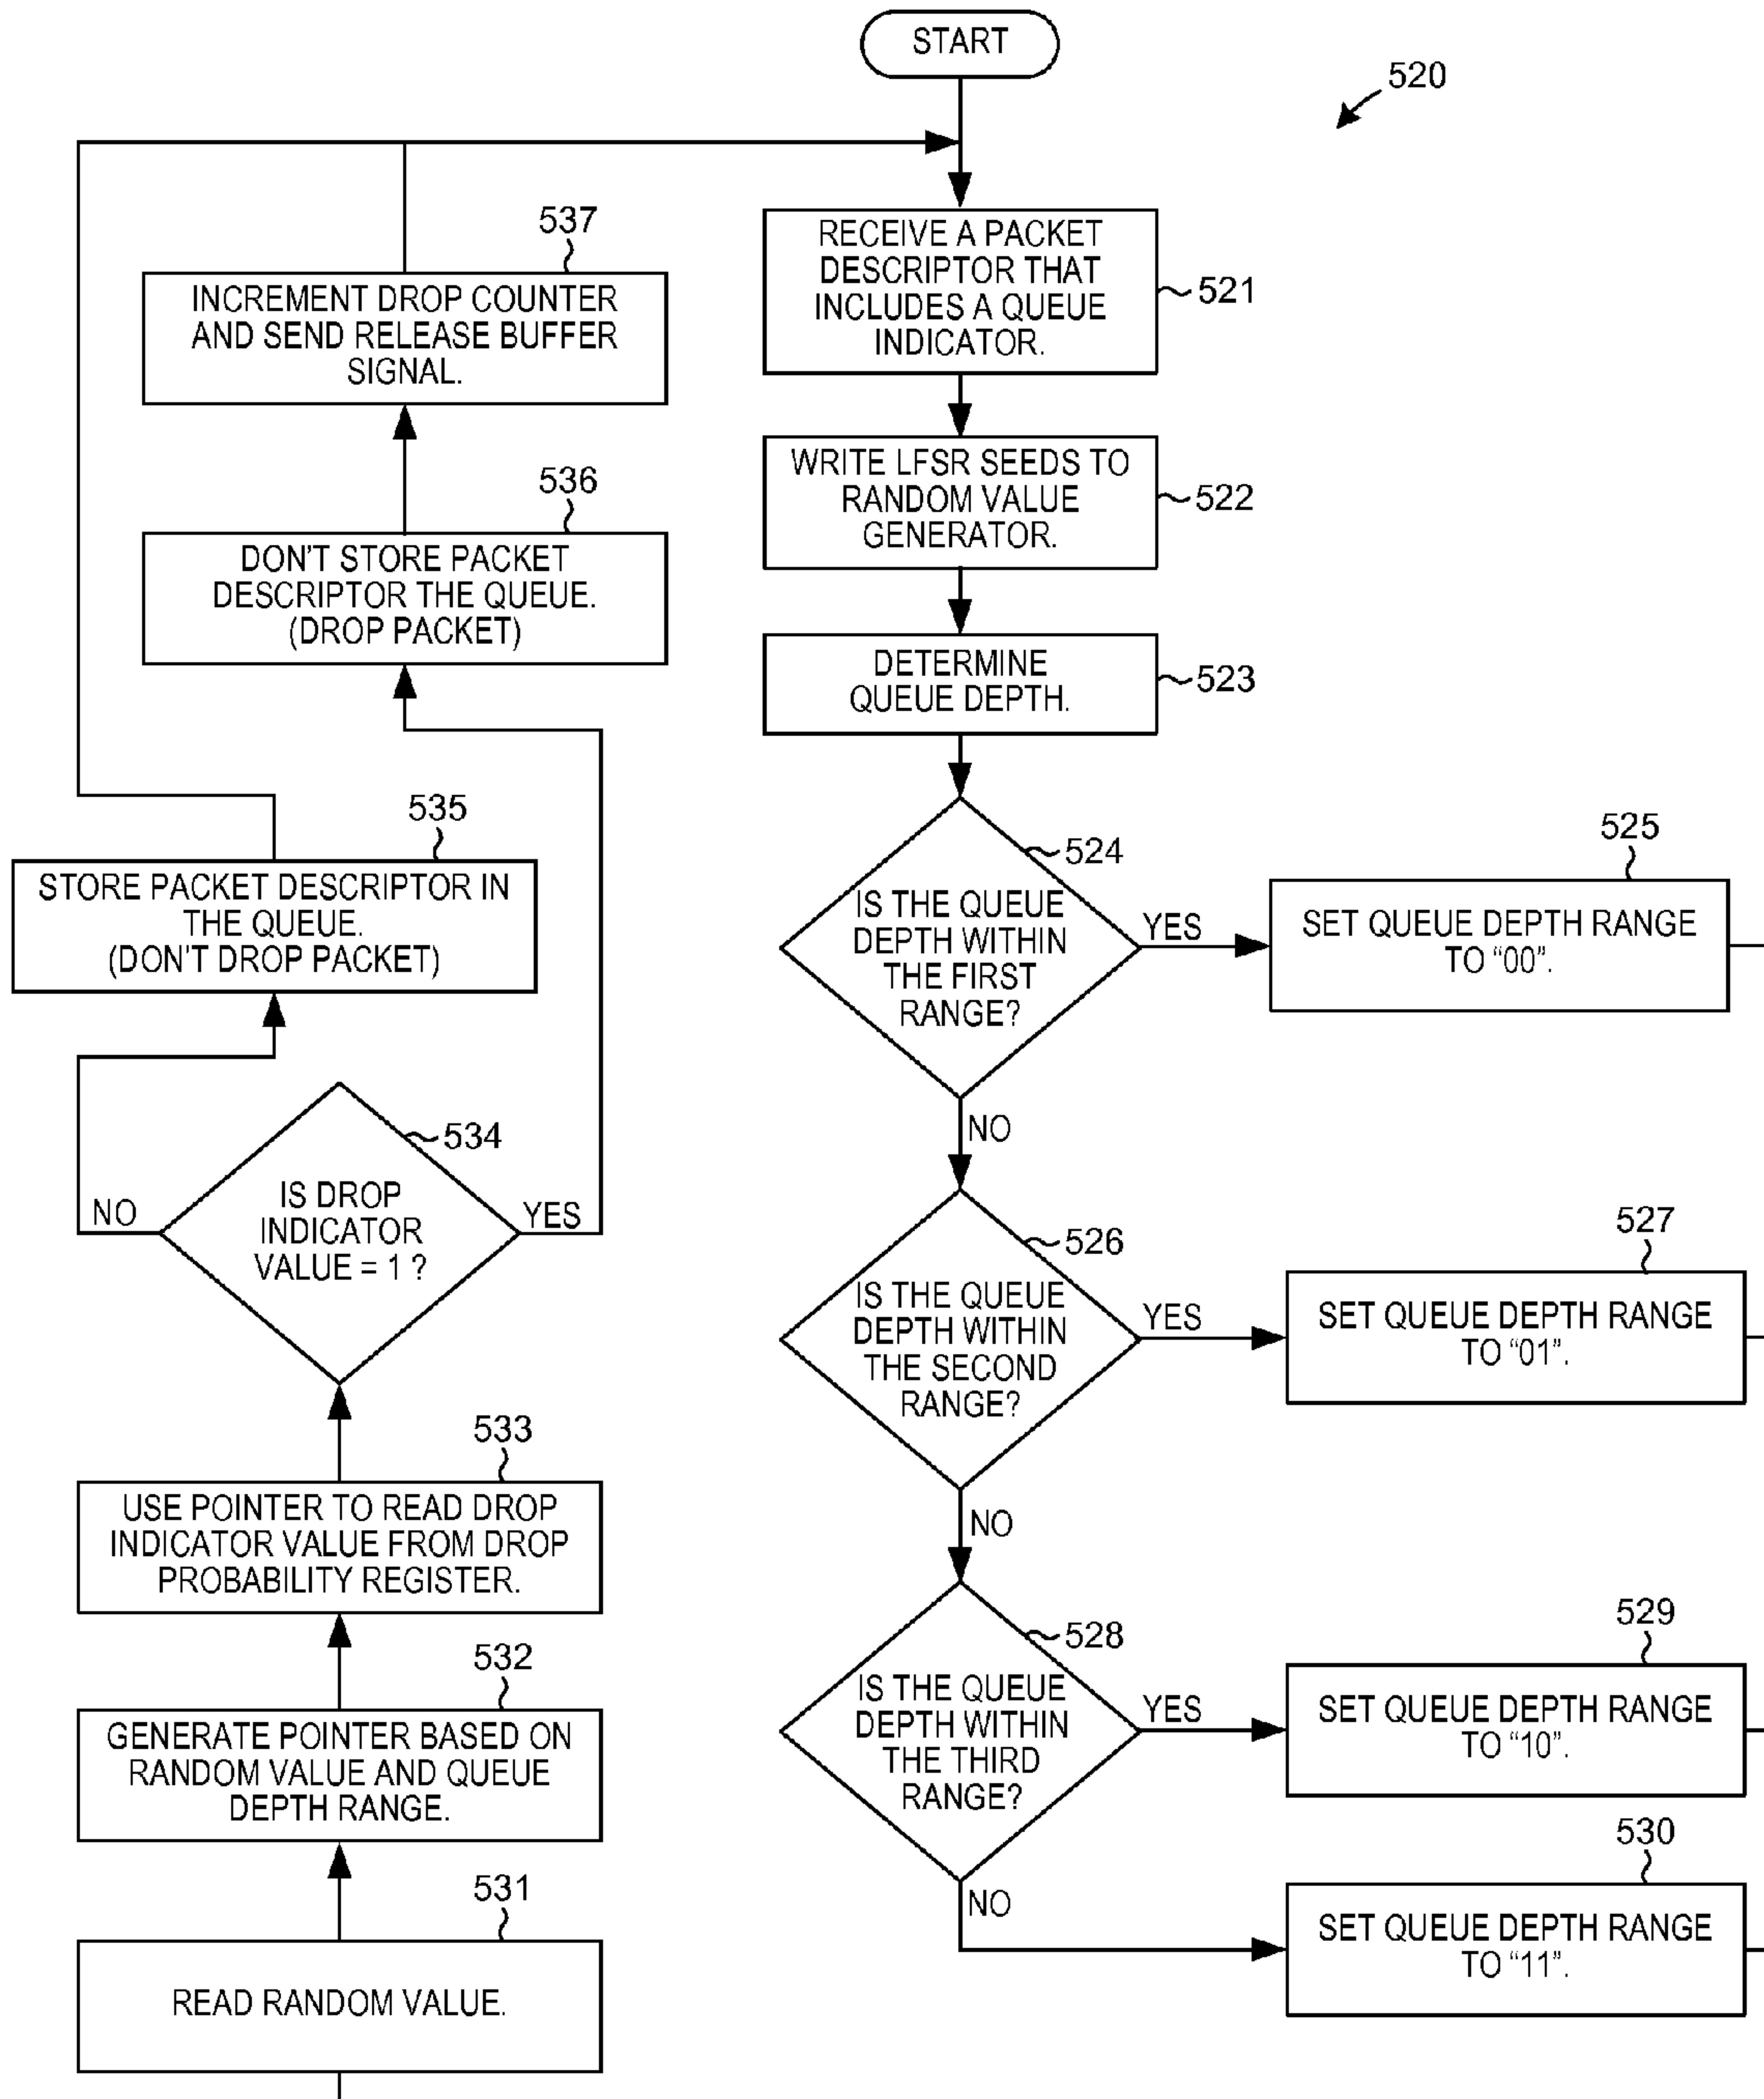 START
520
RECEIVE A PACKET
DESCRIPTOR THAT
INCLUDES A QUEUE
INDICATOR.
521
WRITE LFSR SEEDS TO
RANDOM VALUE
GENERATOR.
522
DETERMINE
QUEUE DEPTH.
523
524
IS THE QUEUE
DEPTH WITHIN
THE FIRST
RANGE?
YES
525
SET QUEUE DEPTH RANGE
TO “00”.
NO
526
IS THE QUEUE
DEPTH WITHIN
THE SECOND
RANGE?
YES
527
SET QUEUE DEPTH RANGE
TO “01”.
NO
528
IS THE QUEUE
DEPTH WITHIN
THE THIRD
RANGE?
YES
529
SET QUEUE DEPTH RANGE
TO “10”.
NO
530
SET QUEUE DEPTH RANGE
TO “11”.
531
READ RANDOM VALUE.
532
GENERATE POINTER BASED ON
RANDOM VALUE AND QUEUE
DEPTH RANGE.
533
USE POINTER TO READ DROP
INDICATOR VALUE FROM DROP
PROBABILITY REGISTER.
534
IS DROP
INDICATOR
VALUE = 1 ?
NO
YES
535
STORE PACKET DESCRIPTOR IN
THE QUEUE.
(DON'T DROP PACKET)
536
DON'T STORE PACKET
DESCRIPTOR THE QUEUE.
(DROP PACKET)
537
INCREMENT DROP COUNTER
AND SEND RELEASE BUFFER
SIGNAL.